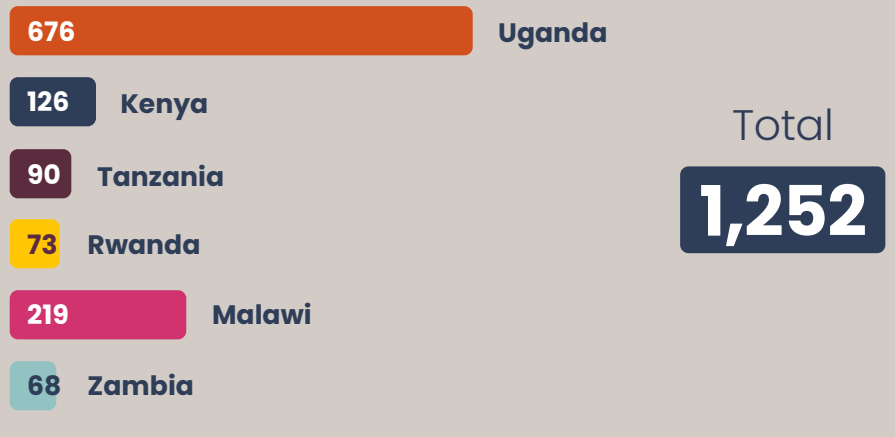 676 Uganda
126 Kenya
90 Tanzania
73 Rwanda
219 Malawi
68 Zambia
Total
1,252